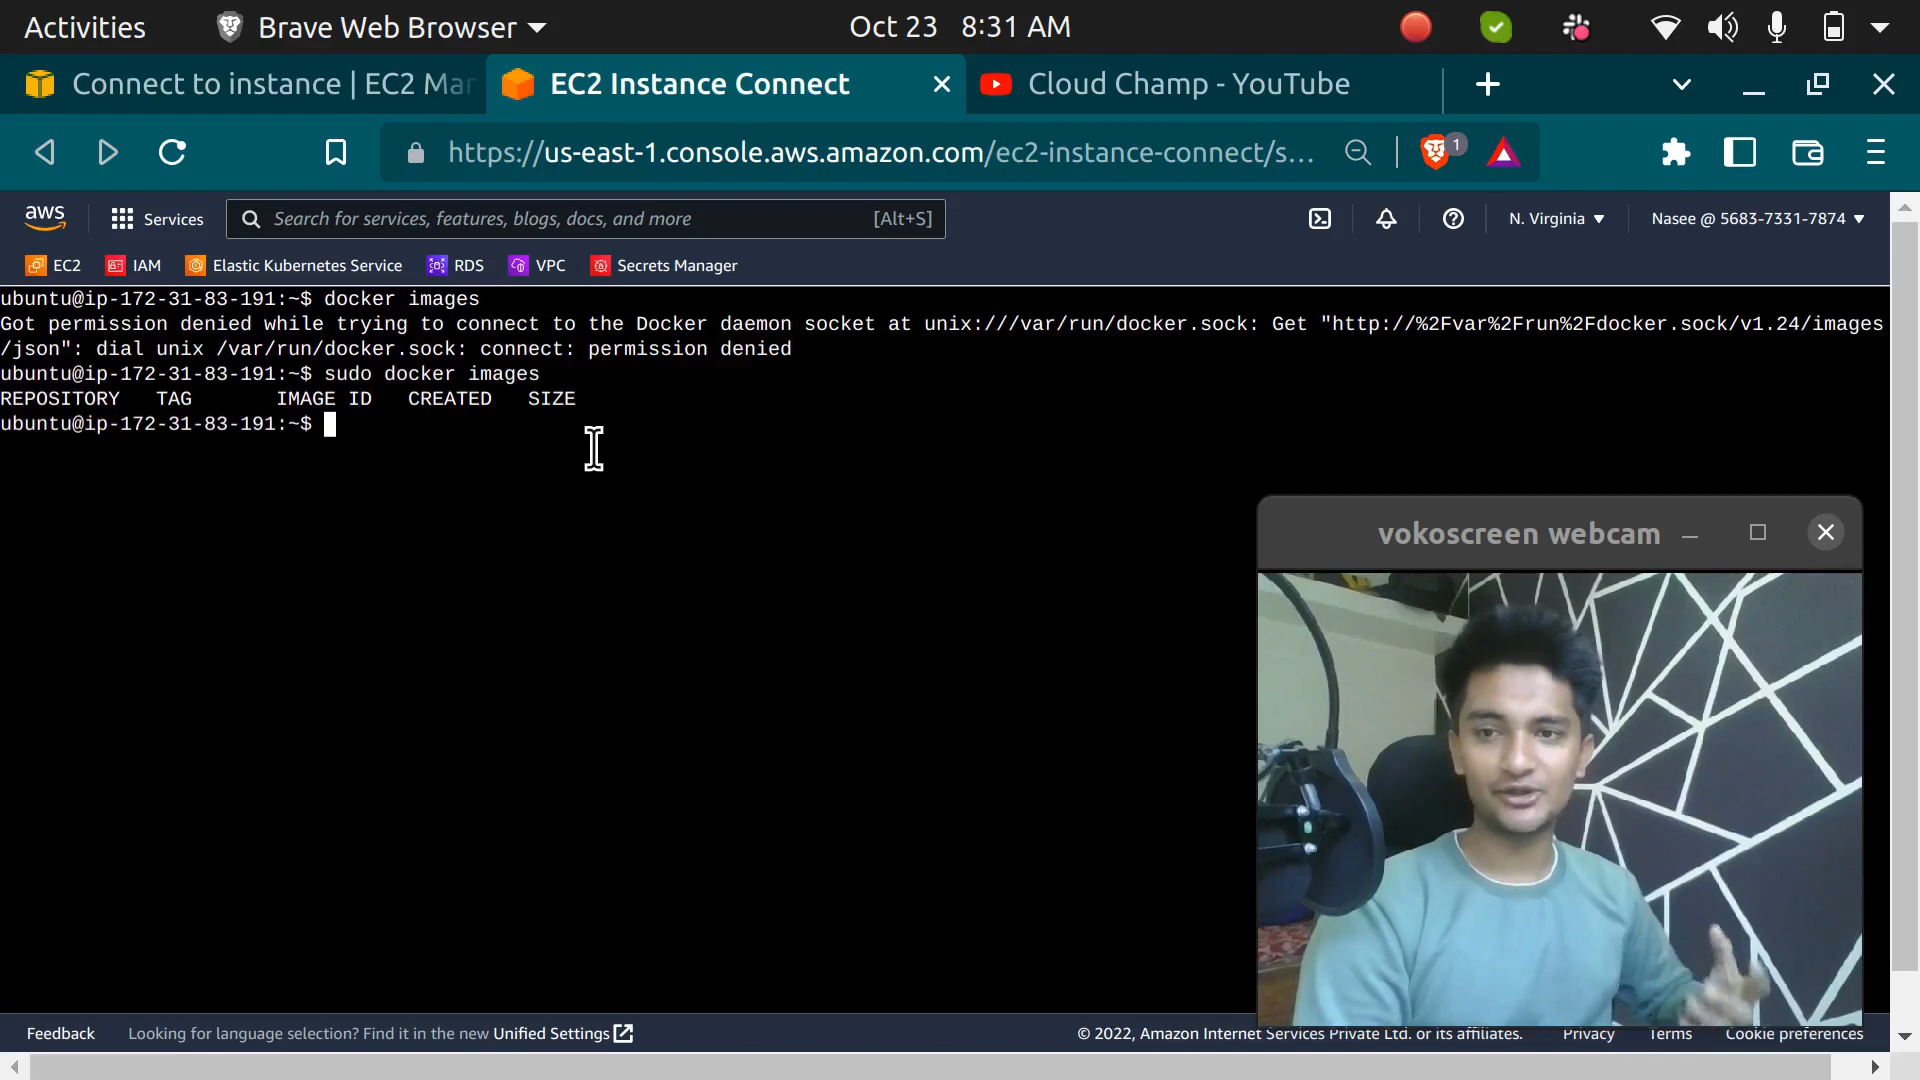 Activities
Brave Web Browser
Oct 23 8:31 AM
Connect to instance | EC2 Mar
EC2 Instance Connect
Cloud Champ - YouTube
https://us-east-1.console.aws.amazon.com/ec2-instance-connect/s...
1
aws
Services
Search for services, features, blogs, docs, and more
[Alt+S]
N. Virginia
Nasee @ 5683-7331-7874
EC2
IAM
Elastic Kubernetes Service
RDS
VPC
Secrets Manager
ubuntu@ip-172-31-83-191:~$ docker images
Got permission denied while trying to connect to the Docker daemon socket at unix:///var/run/docker.sock: Get "http://%2Fvar%2Frun%2Fdocker.sock/v1.24/images
/json": dial unix /var/run/docker.sock: connect: permission denied
ubuntu@ip-172-31-83-191:~$ sudo docker images
REPOSITORY TAG IMAGE ID CREATED SIZE
ubuntu@ip-172-31-83-191:~$
vokoscreen webcam
Feedback
Looking for language selection? Find it in the new Unified Settings
© 2022, Amazon Internet Services Private Ltd. or its affiliates.
Privacy
Terms
Cookie preferences